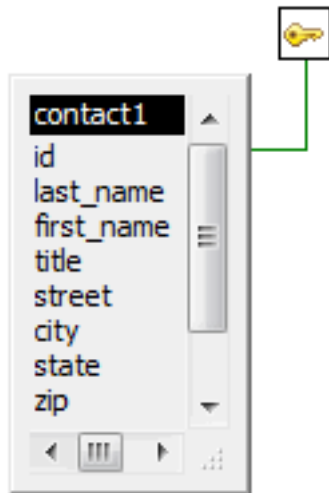 contact1
id
last_name
first_name
title
street
city
state
zip